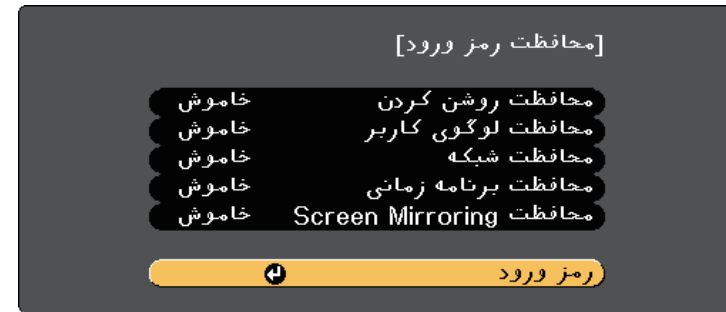 [محافظت رمز ورود]
محافظت روشن کردن خاموش
محافظت لوگوی کاربر خاموش
محافظت شبکه خاموش
محافظت برنامه زمانی خاموش
محافظت Screen Mirroring خاموش
رمز ورود